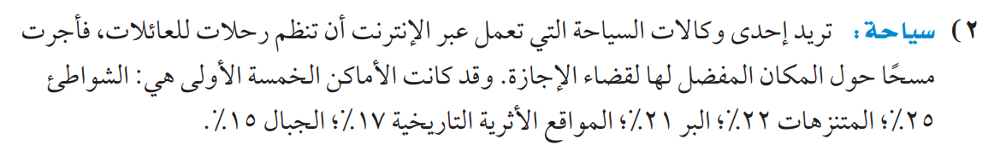 ٢) سياحة: تريد إحدى وكالات السياحة التي تعمل عبر الإنترنت أن تنظم رحلات للعائلات، فأجرت
مسحًا حول المكان المفضل لها لقضاء الإجازة. وقد كانت الأماكن الخمسة الأولى هي: الشواطئ
٢٥٪؛ المتنزهات ٢٢٪؛ البر ٢١٪؛ المواقع الأثرية التاريخية ١٧٪؛ الجبال ١٥٪.